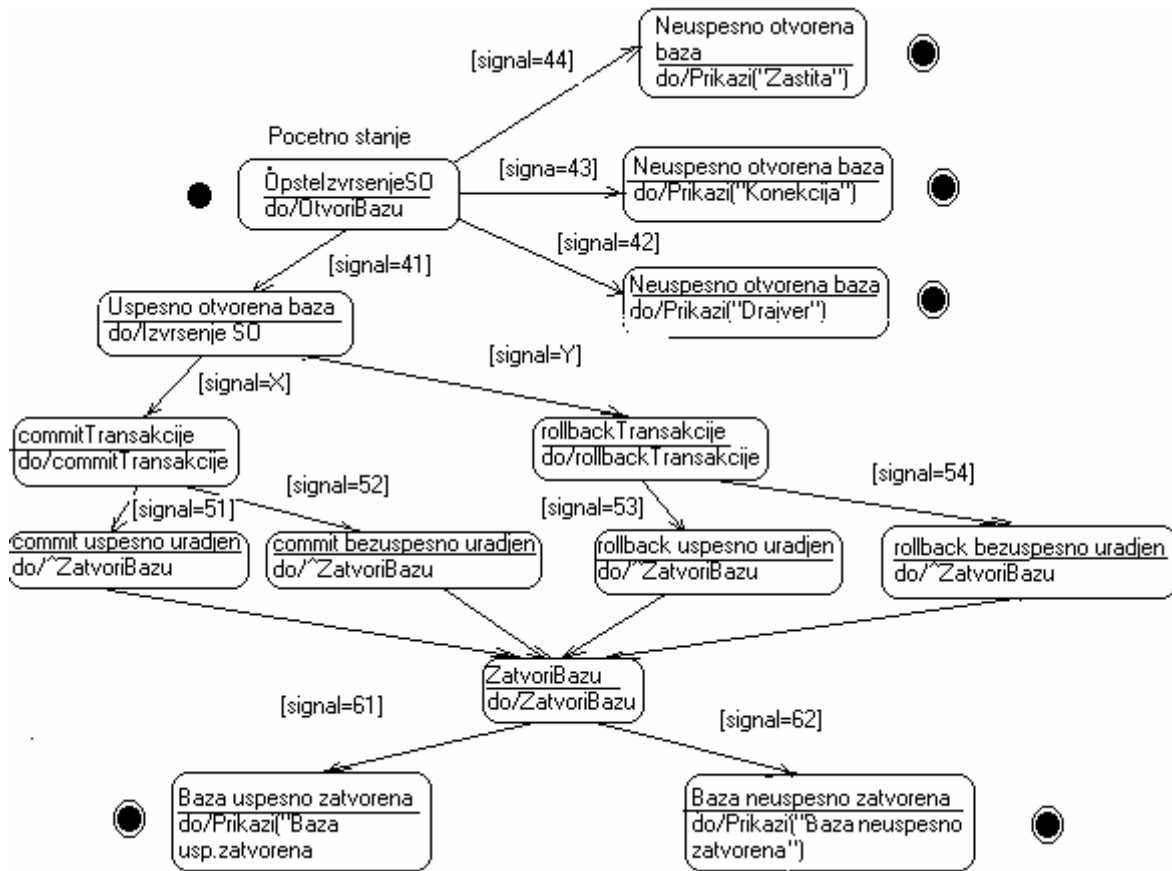 Neuspesno otvorena
baza
do/Prikazi("Zastita")
[signal=44]
Pocetno stanje
OpsteIzvrsenjeSO
do/OtvoriBazu
[signa=43]
Neuspesno otvorena baza
do/Prikazi("Konekcija")
[signal=42]
[signal=41]
Neuspesno otvorena baza
do/Prikazi("Drajver")
Uspesno otvorena baza
do/Izvrsenje SO
[signal=X]
[signal=Y]
commitTransakcije
do/commitTransakcije
rollbackTransakcije
do/rollbackTransakcije
[signal=51]
[signal=52]
[signal=53]
[signal=54]
commit uspesno uradjen
do/^ZatvoriBazu
commit bezuspesno uradjen
do/^ZatvoriBazu
rollback uspesno uradjen
do/^ZatvoriBazu
rollback bezuspesno uradjen
do/^ZatvoriBazu
ZatvoriBazu
do/ZatvoriBazu
[signal=61]
[signal=62]
Baza uspesno zatvorena
do/Prikazi("Baza
usp.zatvorena
Baza neuspesno zatvorena
do/Prikazi("Baza neuspesno
zatvorena")